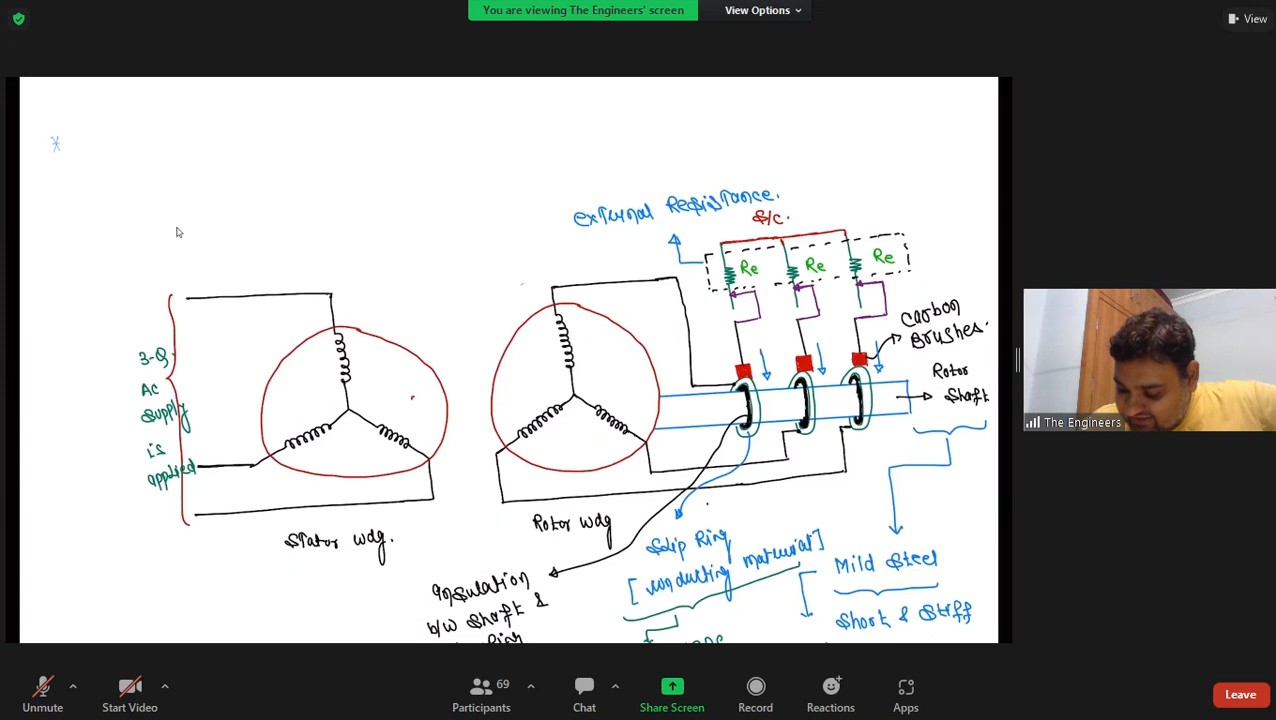 You are viewing The Engineers' screen
View Options
View
*
External Resistance.
S/C.
Re
Re
Re
Carbon
Brushes.
Rotor
Shaft
3-Φ
AC
Supply
is
applied
Stator wdg.
Rotor wdg
Slip Ring
[conducting material]
Insulation
b/w Shaft &
Mild Steel
Short & Stiff
The Engineers
Unmute
Start Video
69
Participants
Chat
Share Screen
Record
Reactions
Apps
Leave